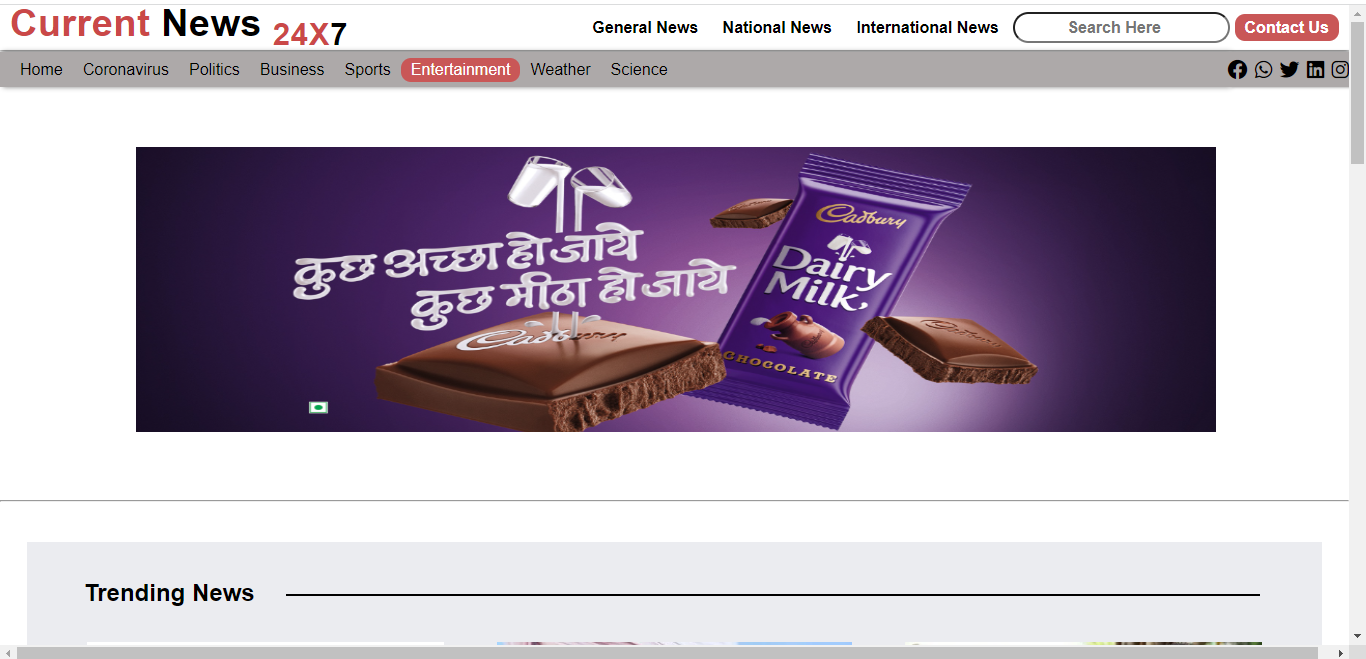 Current News 24X7
General News National News International News Search Here Contact Us
Home Coronavirus Politics Business Sports Entertainment Weather Science
कुछ अच्छा हो जाये
कुछ मीठा हो जाये
Cadbury
Dairy
Milk
CHOCOLATE
Cadbury
Trending News